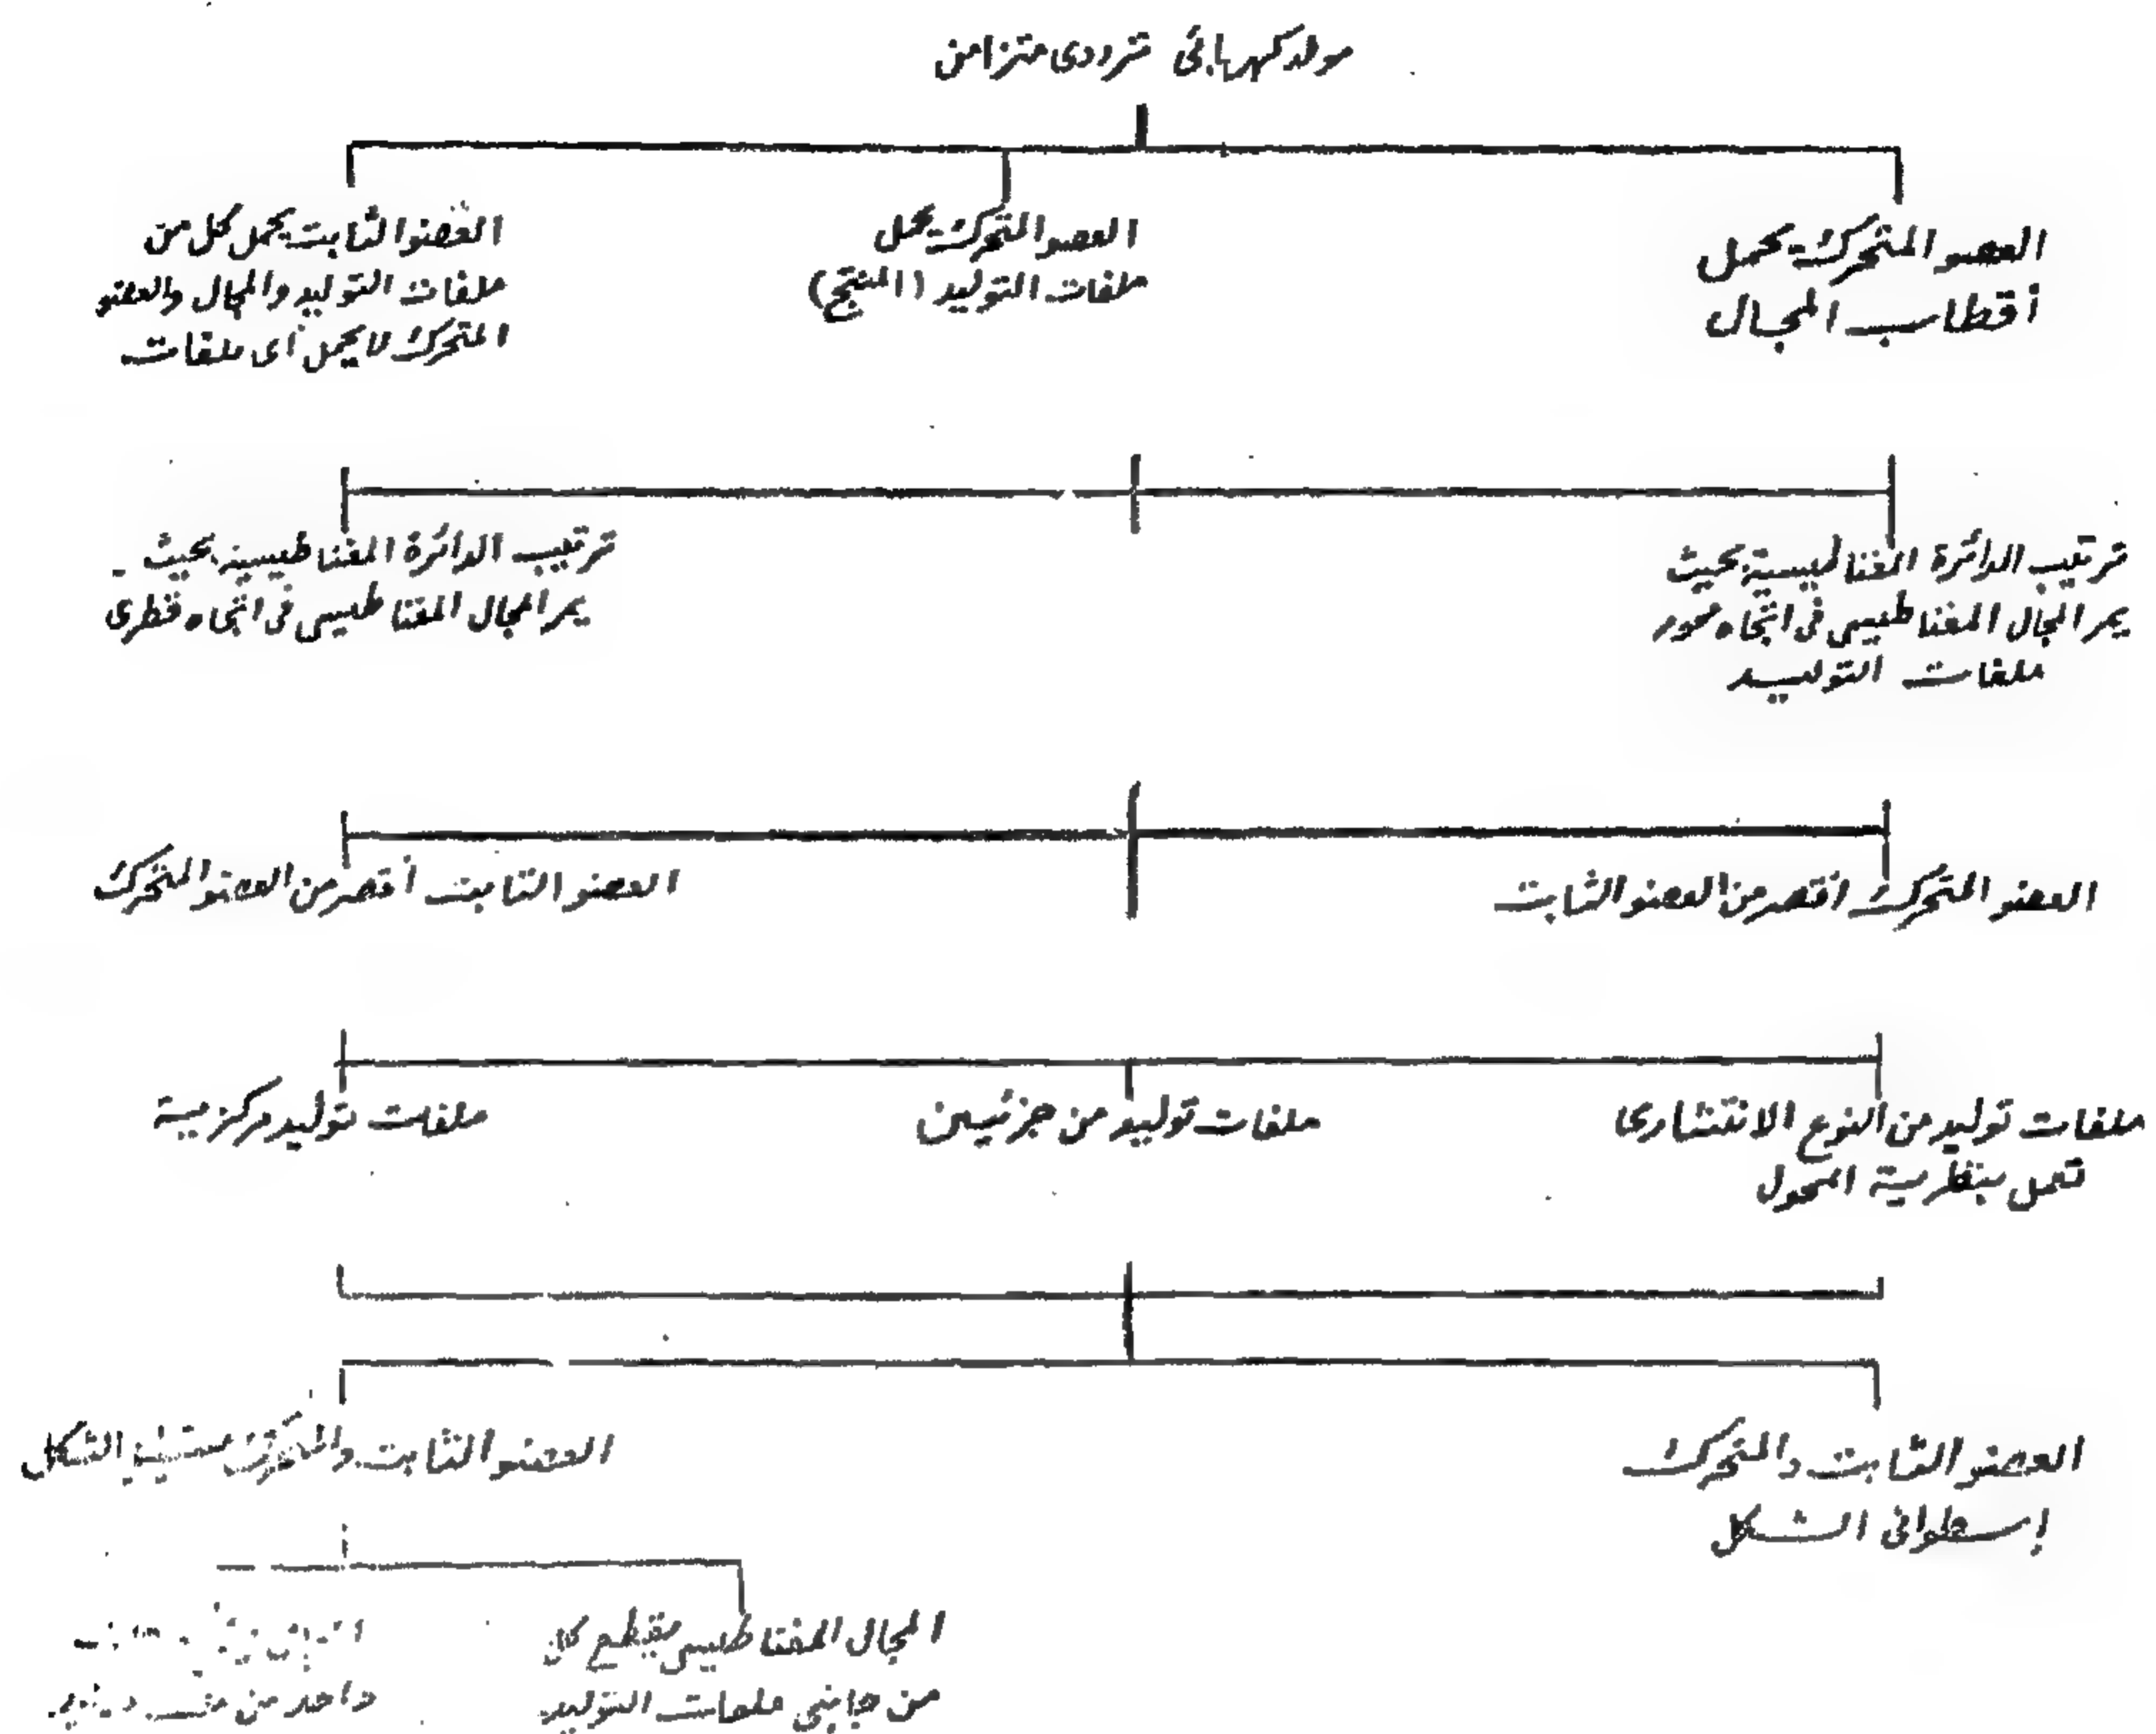 مولد كهربائى ترددى متزامن
العضو المتحرك يحمل
أقطاب المجال
العضو المتحرك يحمل
ملفات التوليد (المنتج)
العضو الثابت يحمل كل من
ملفات التوليد والمجال والعضو
المتحرك لا يحمل أى ملفات
ترتيب الدائرة المغناطيسية بحيث
يمر المجال المغناطيسى فى اتجاه محور
ملفات التوليد
ترتيب الدائرة المغناطيسية بحيث
يمر المجال المغناطيسى فى اتجاه قطرى
العضو المتحرك أقصر من العضو الثابت
العضو الثابت أقصر من العضو المتحرك
ملفات توليد من النوع الانتشارى
تعمل بنظرية المحول
ملفات توليد من جزئيين
ملفات توليد مركزية
العضو الثابت والمتحرك
إسطوانى الشكل
العضو الثابت والمتحرك الشكل
المجال المغناطيسى يقطع كل
من جانبى ملفات التوليد
واحد من